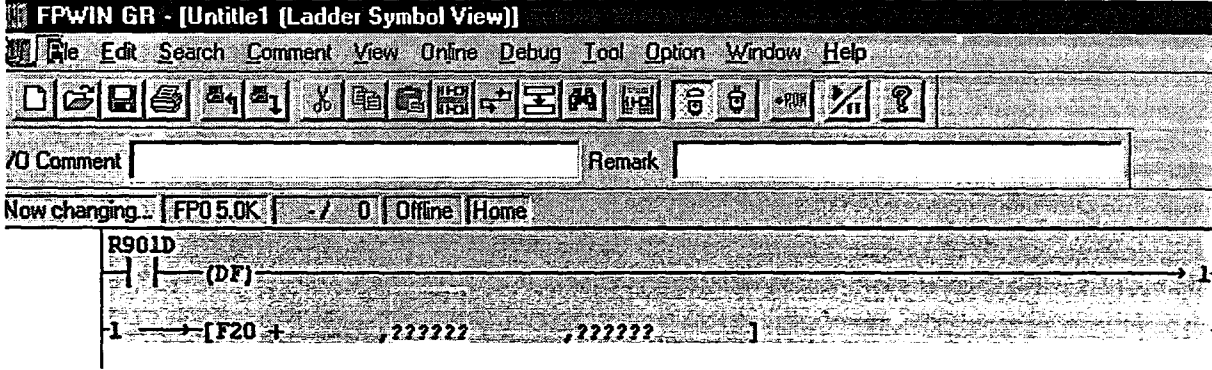 FPWIN GR - [Untitle1 (Ladder Symbol View)]
File Edit Search Comment View Online Debug Tool Option Window Help
I/O Comment Remark
Now changing... FP0 5.0K - / 0 Offline Home
R901D
(DF) 1
1 [F20 + ,?????? ,?????? ]